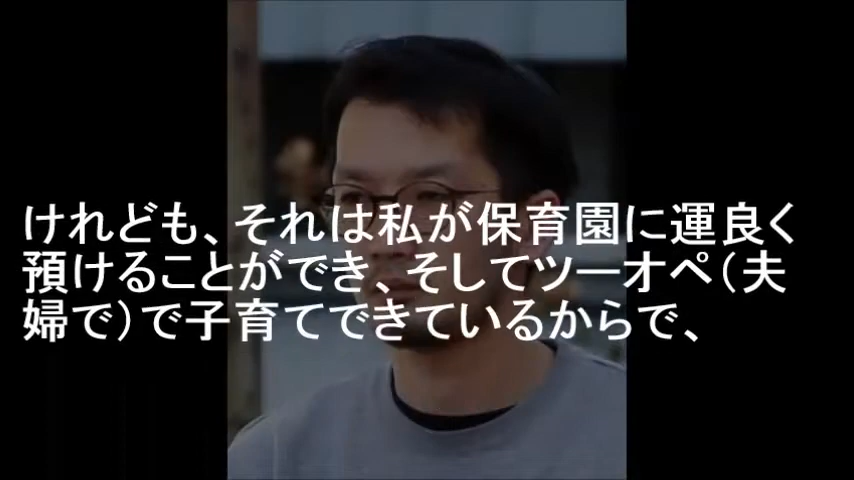 けれども、それは私が保育園に運良く
預けることができ、そしてツーオペ（夫
婦で）で子育てできているからで、